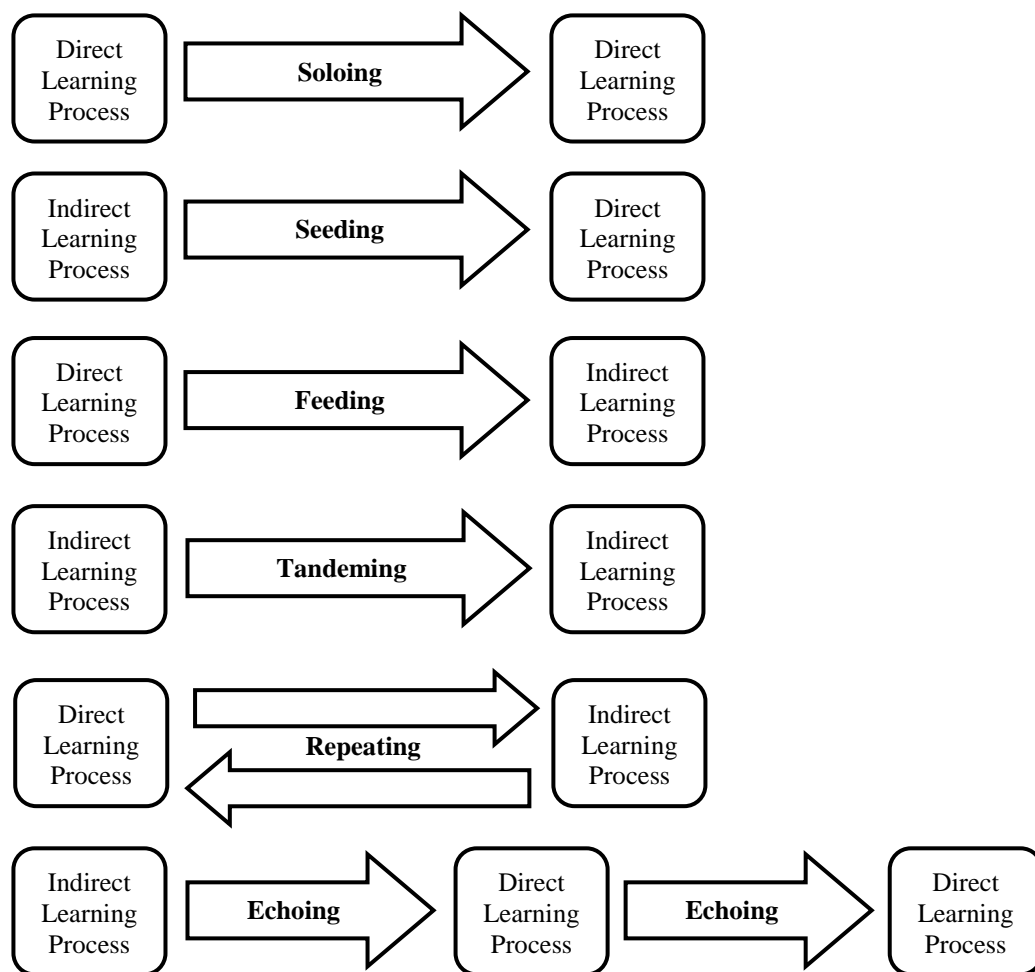 Direct
Learning
Process
Soloing
Direct
Learning
Process
Indirect
Learning
Process
Seeding
Direct
Learning
Process
Direct
Learning
Process
Feeding
Indirect
Learning
Process
Indirect
Learning
Process
Tandeming
Indirect
Learning
Process
Direct
Learning
Process
Repeating
Indirect
Learning
Process
Indirect
Learning
Process
Echoing
Direct
Learning
Process
Echoing
Direct
Learning
Process